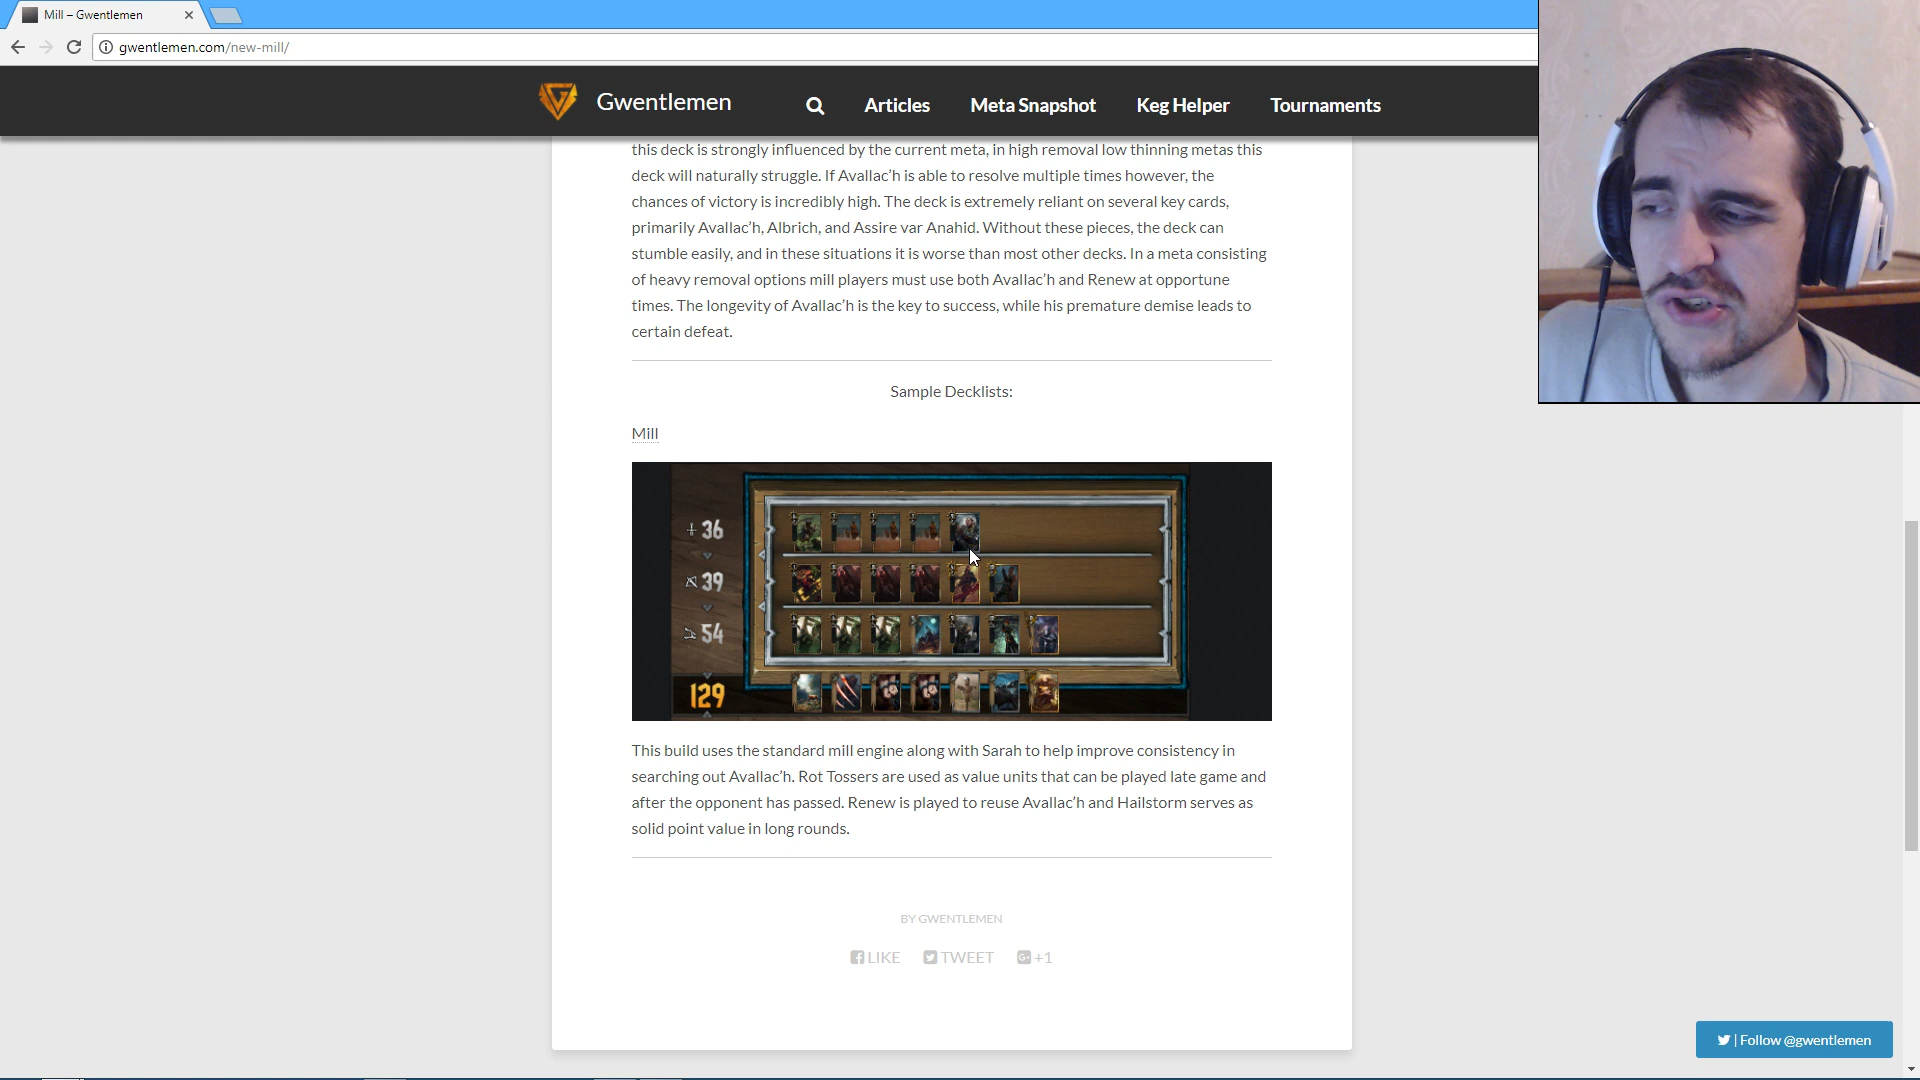 Mill – Gwentlemen
gwentlemen.com/new-mill/
Gwentlemen
Articles
Meta Snapshot
Keg Helper
Tournaments
this deck is strongly influenced by the current meta, in high removal low thinning metas this
deck will naturally struggle. If Avallac’h is able to resolve multiple times however, the
chances of victory is incredibly high. The deck is extremely reliant on several key cards,
primarily Avallac’h, Albrich, and Assire var Anahid. Without these pieces, the deck can
stumble easily, and in these situations it is worse than most other decks. In a meta consisting
of heavy removal options mill players must use both Avallac’h and Renew at opportune
times. The longevity of Avallac’h is the key to success, while his premature demise leads to
certain defeat.
Sample Decklists:
Mill
36
39
54
129
This build uses the standard mill engine along with Sarah to help improve consistency in
searching out Avallac’h. Rot Tossers are used as value units that can be played late game and
after the opponent has passed. Renew is played to reuse Avallac’h and Hailstorm serves as
solid point value in long rounds.
BY GWENTLEMEN
LIKE
TWEET
+1
| Follow @gwentlemen